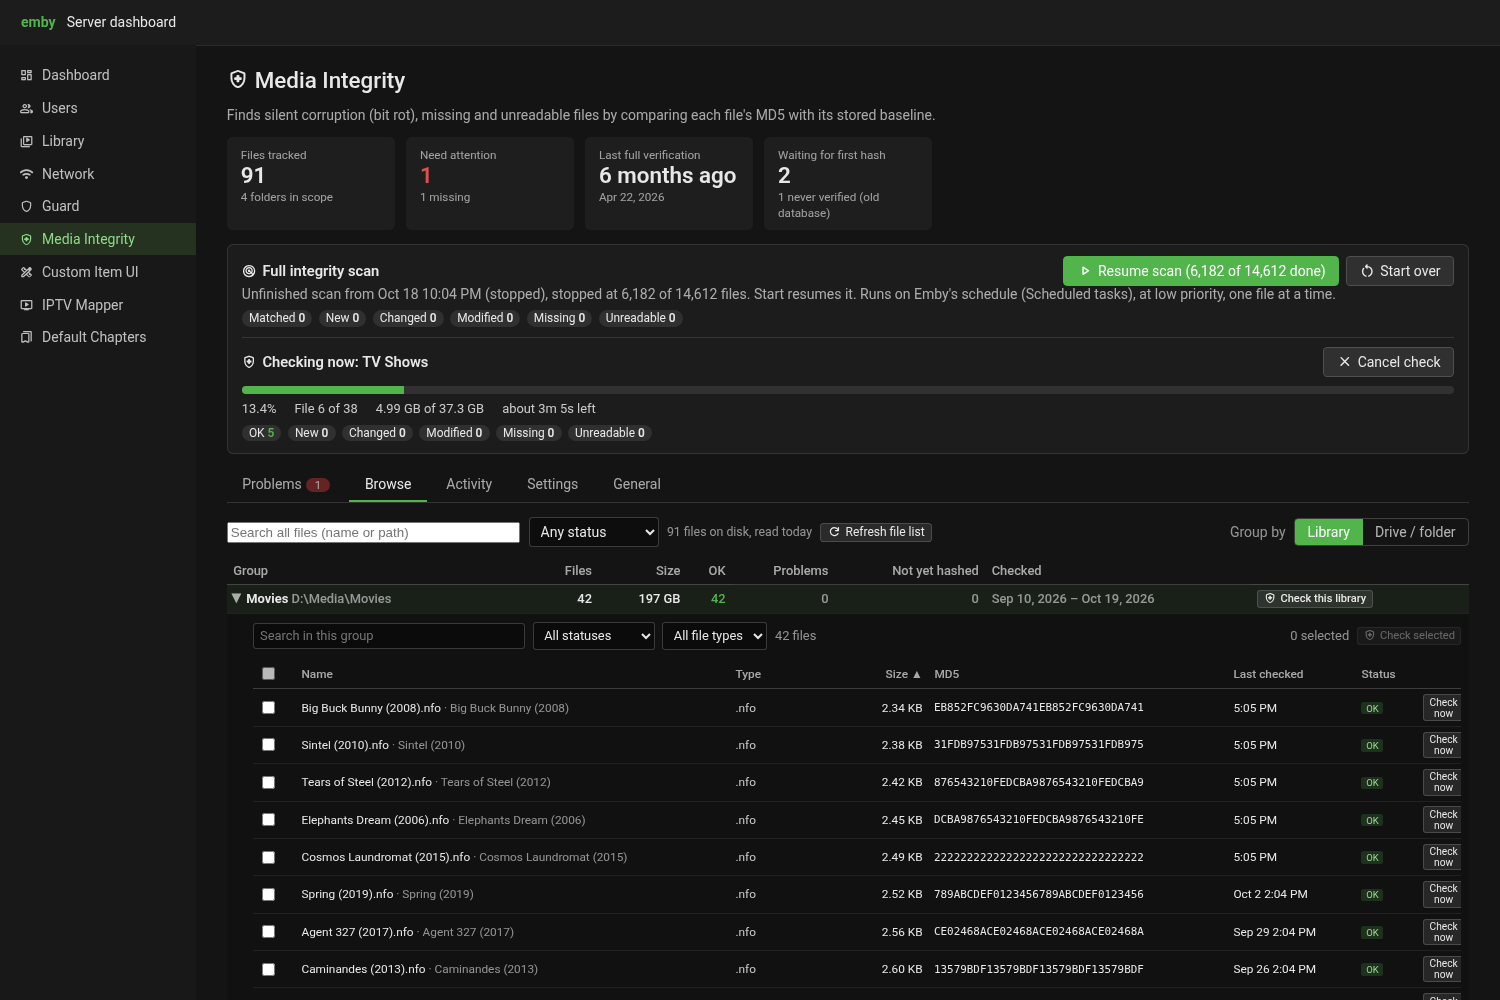 emby Server dashboard
Dashboard
Users
Library
Network
Guard
Media Integrity
Custom Item UI
IPTV Mapper
Default Chapters
Media Integrity
Finds silent corruption (bit rot), missing and unreadable files by comparing each file's MD5 with its stored baseline.
Files tracked
91
4 folders in scope
Need attention
1
1 missing
Last full verification
6 months ago
Apr 22, 2026
Waiting for first hash
2
1 never verified (old
database)
Full integrity scan
Resume scan (6,182 of 14,612 done)
Start over
Unfinished scan from Oct 18 10:04 PM (stopped), stopped at 6,182 of 14,612 files. Start resumes it. Runs on Emby's schedule (Scheduled tasks), at low priority, one file at a time.
Matched 0 New 0 Changed 0 Modified 0 Missing 0 Unreadable 0
Checking now: TV Shows
Cancel check
13.4% File 6 of 38 4.99 GB of 37.3 GB about 3m 5s left
OK 5 New 0 Changed 0 Modified 0 Missing 0 Unreadable 0
Problems 1 Browse Activity Settings General
Search all files (name or path) Any status 91 files on disk, read today Refresh file list Group by Library Drive / folder
Group Files Size OK Problems Not yet hashed Checked
▼ Movies D:\Media\Movies 42 197 GB 42 0 0 Sep 10, 2026 – Oct 19, 2026 Check this library
Search in this group All statuses All file types 42 files 0 selected Check selected
Name Type Size ▲ MD5 Last checked Status
Big Buck Bunny (2008).nfo · Big Buck Bunny (2008) .nfo 2.34 KB EB852FC9630DA741EB852FC9630DA741 5:05 PM OK Check now
Sintel (2010).nfo · Sintel (2010) .nfo 2.38 KB 31FDB97531FDB97531FDB97531FDB975 5:05 PM OK Check now
Tears of Steel (2012).nfo · Tears of Steel (2012) .nfo 2.42 KB 876543210FEDCBA9876543210FEDCBA9 5:05 PM OK Check now
Elephants Dream (2006).nfo · Elephants Dream (2006) .nfo 2.45 KB DCBA9876543210FEDCBA9876543210FE 5:05 PM OK Check now
Cosmos Laundromat (2015).nfo · Cosmos Laundromat (2015) .nfo 2.49 KB 22222222222222222222222222222222 5:05 PM OK Check now
Spring (2019).nfo · Spring (2019) .nfo 2.52 KB 789ABCDEF0123456789ABCDEF0123456 Oct 2 2:04 PM OK Check now
Agent 327 (2017).nfo · Agent 327 (2017) .nfo 2.56 KB CE02468ACE02468ACE02468ACE02468A Sep 29 2:04 PM OK Check now
Caminandes (2013).nfo · Caminandes (2013) .nfo 2.60 KB 13579BDF13579BDF13579BDF13579BDF Sep 26 2:04 PM OK Check now